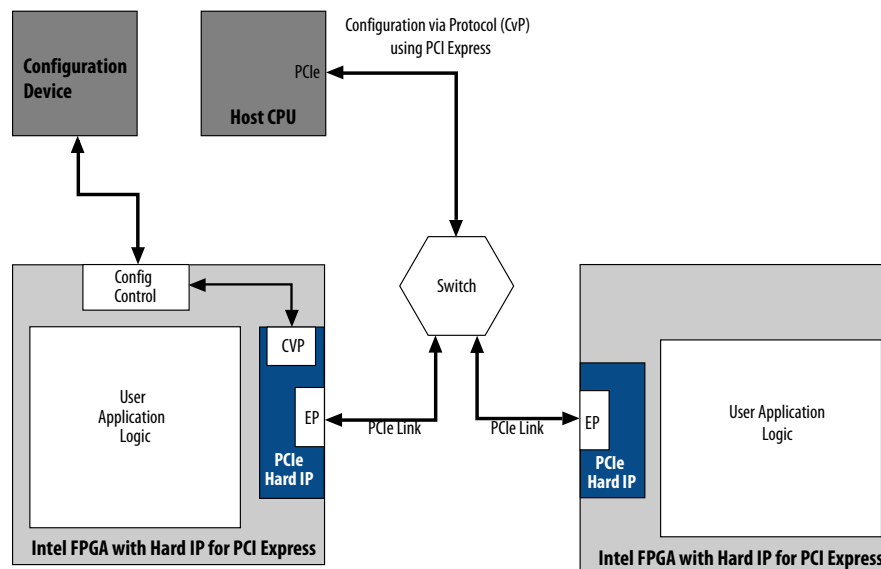 Configuration via Protocol (CvP)
using PCI Express
Configuration
Device
PCIe
Host CPU
Config
Control
Switch
CVP
User
Application
Logic
EP
PCIe Link
PCIe
Hard IP
Intel FPGA with Hard IP for PCI Express
PCIe Link
EP
PCIe
Hard IP
User Application
Logic
Intel FPGA with Hard IP for PCI Express